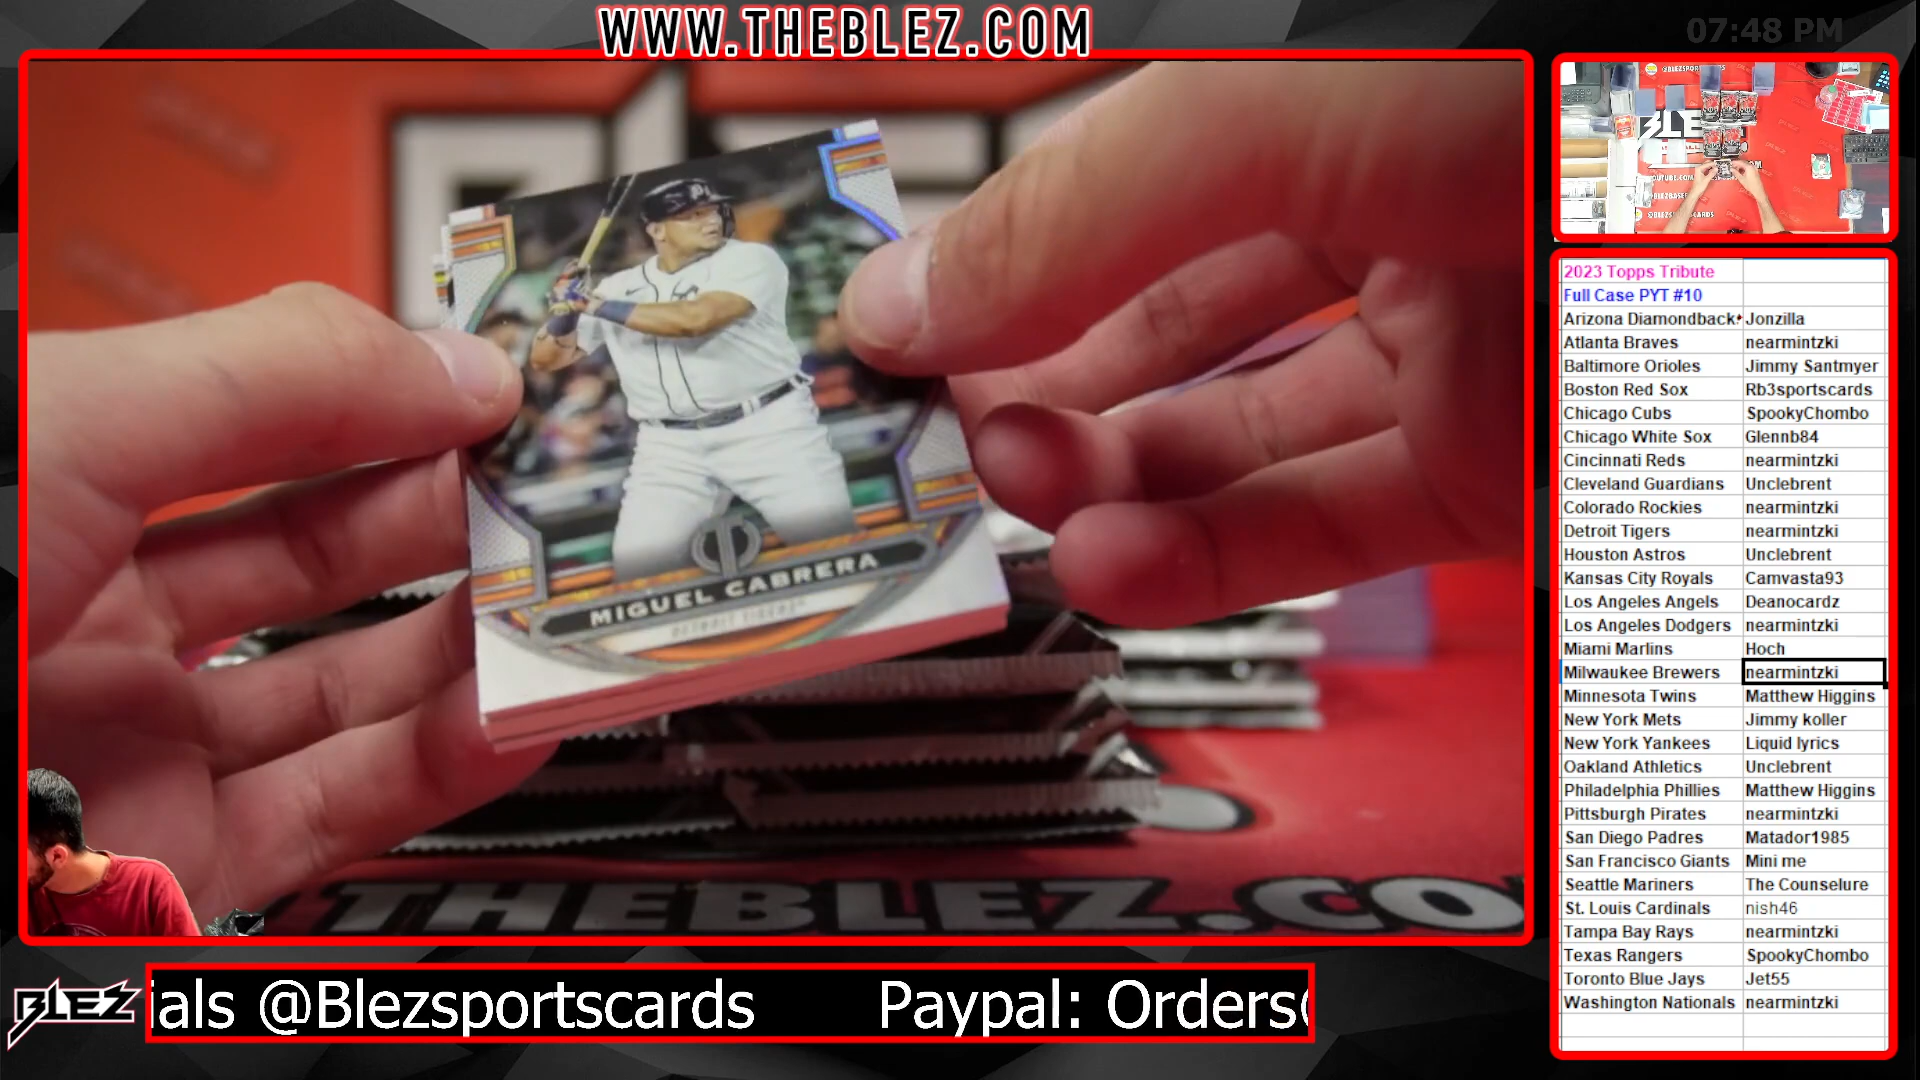 WWW.THEBLEZ.COM
07:48 PM
MIGUEL CABRERA
DETROIT TIGERS
THEBLEZ.CO
BLEZ
ials @Blezsportscards Paypal: Orders
2023 Topps Tribute
Full Case PYT #10
Arizona Diamondback Jonzilla
Atlanta Braves nearmintzki
Baltimore Orioles Jimmy Santmyer
Boston Red Sox Rb3sportscards
Chicago Cubs SpookyChombo
Chicago White Sox Glennb84
Cincinnati Reds nearmintzki
Cleveland Guardians Unclebrent
Colorado Rockies nearmintzki
Detroit Tigers nearmintzki
Houston Astros Unclebrent
Kansas City Royals Camvasta93
Los Angeles Angels Deanocardz
Los Angeles Dodgers nearmintzki
Miami Marlins Hoch
Milwaukee Brewers nearmintzki
Minnesota Twins Matthew Higgins
New York Mets Jimmy koller
New York Yankees Liquid lyrics
Oakland Athletics Unclebrent
Philadelphia Phillies Matthew Higgins
Pittsburgh Pirates nearmintzki
San Diego Padres Matador1985
San Francisco Giants Mini me
Seattle Mariners The Counselure
St. Louis Cardinals nish46
Tampa Bay Rays nearmintzki
Texas Rangers SpookyChombo
Toronto Blue Jays Jet55
Washington Nationals nearmintzki